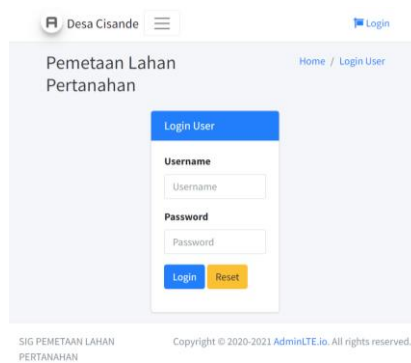 Desa Cisande
Login
Pemetaan Lahan
Pertanahan
Home / Login User
Login User
Username
Username
Password
Password
Login Reset
SIG PEMETAAN LAHAN
PERTANAHAN
Copyright © 2020-2021 AdminLTE.io. All rights reserved.